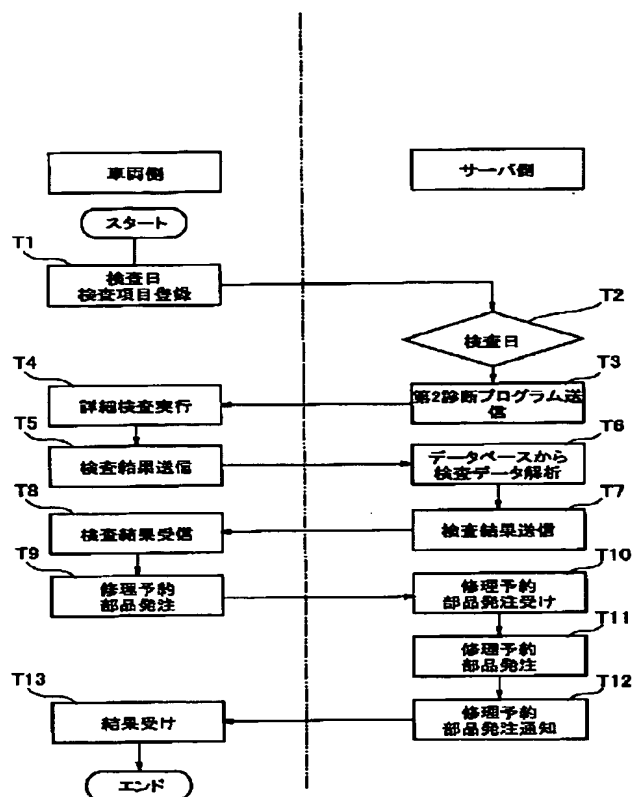 車両側
サーバ側
スタート
T1
検査日
検査項目登録
T2
検査日
T3
第2診断プログラム送
信
T4
詳細検査実行
T5
検査結果送信
T6
データベースから
検査データ解析
T7
検査結果送信
T8
検査結果受信
T9
修理予約
部品発注
T10
修理予約
部品発注受け
T11
修理予約
部品発注
T12
修理予約
部品発注通知
T13
結果受け
エンド